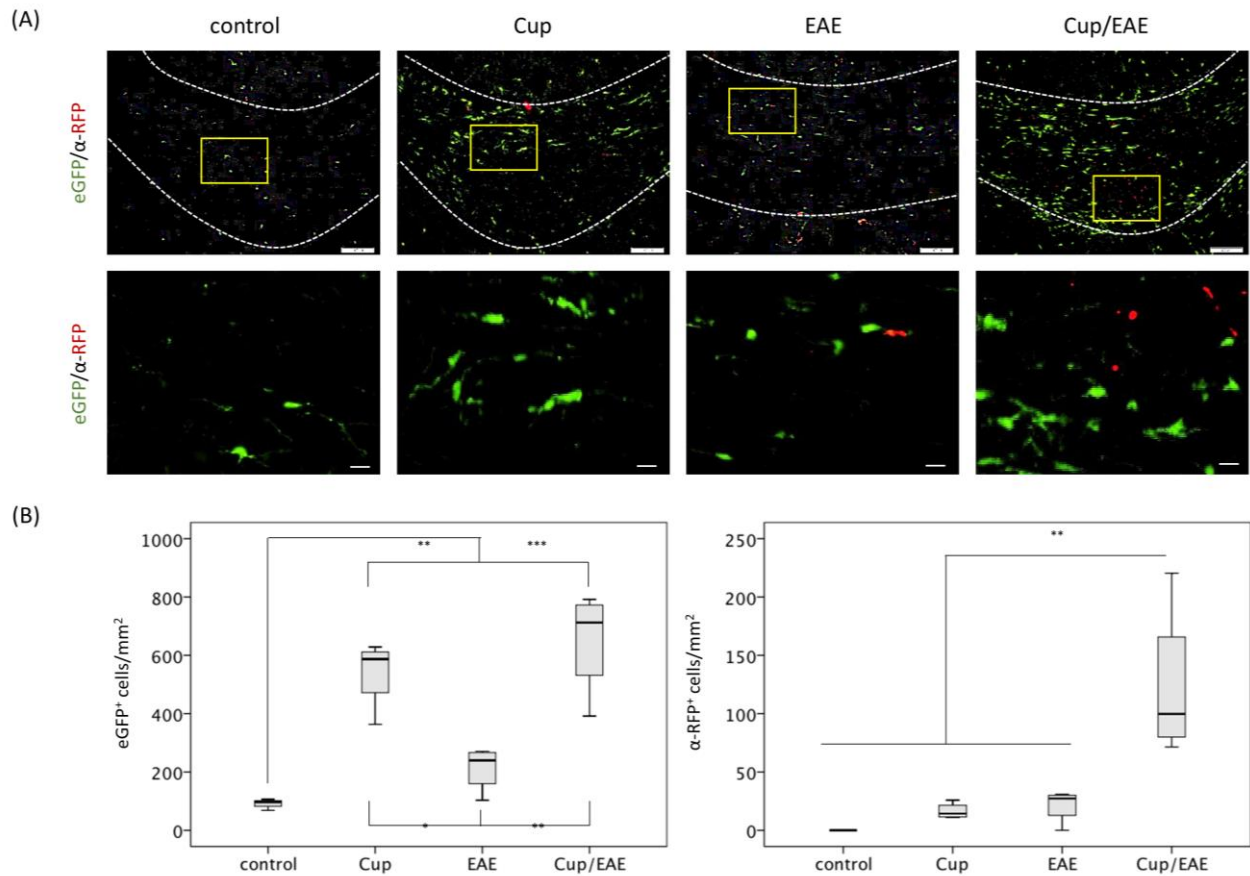 (A)
control Cup EAE Cup/EAE
eGFP/α-RFP
eGFP/α-RFP
(B)
1000
800
600
400
200
0
eGFP⁺ cells/mm²
** ***
* **
control Cup EAE Cup/EAE
250
200
150
100
50
0
α-RFP⁺ cells/mm²
**
control Cup EAE Cup/EAE